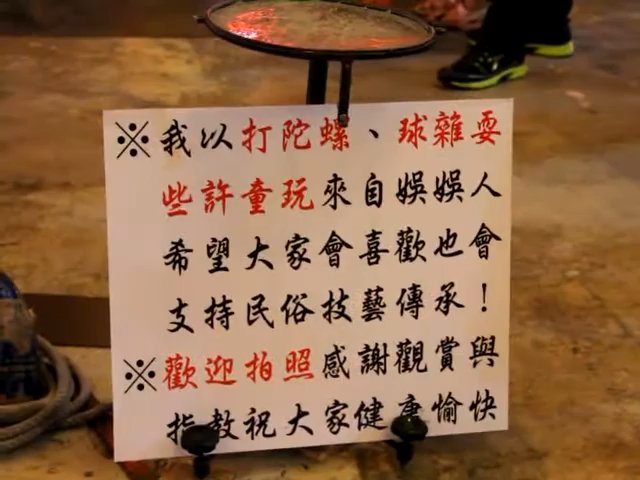 ※我以打陀螺、球雜耍
些許童玩來自娛娛人
希望大家會喜歡也會
支持民俗技藝傳承！
※歡迎拍照感謝觀賞與
指教祝大家健康愉快